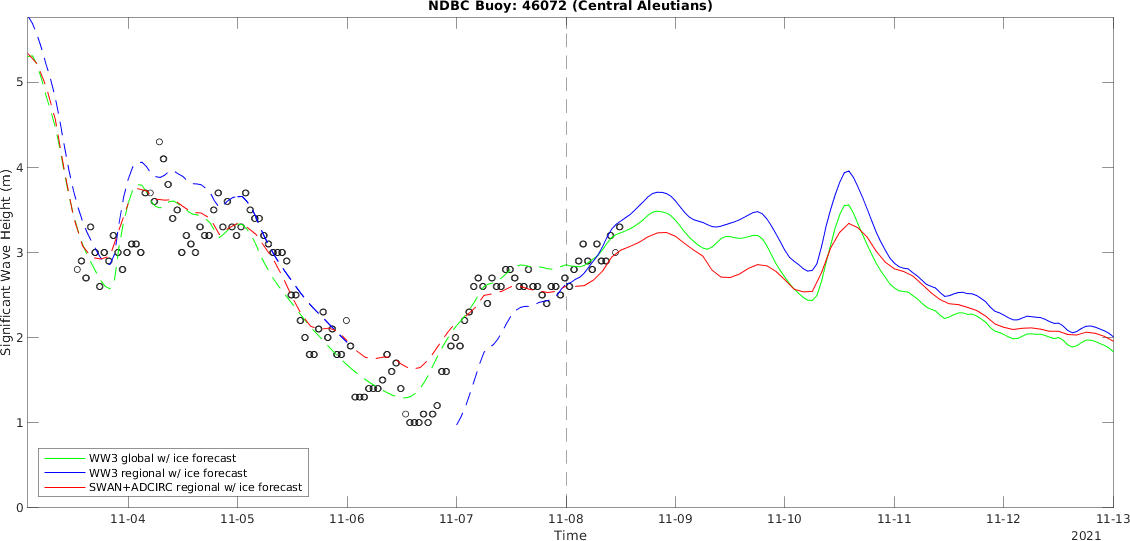 NDBC Buoy: 46072 (Central Aleutians)
Significant Wave Height (m)
5
4
3
2
1
0
WW3 global w/ ice forecast
WW3 regional w/ ice forecast
SWAN+ADCIRC regional w/ ice forecast
11-04 11-05 11-06 11-07 11-08 11-09 11-10 11-11 11-12 11-13
Time
2021